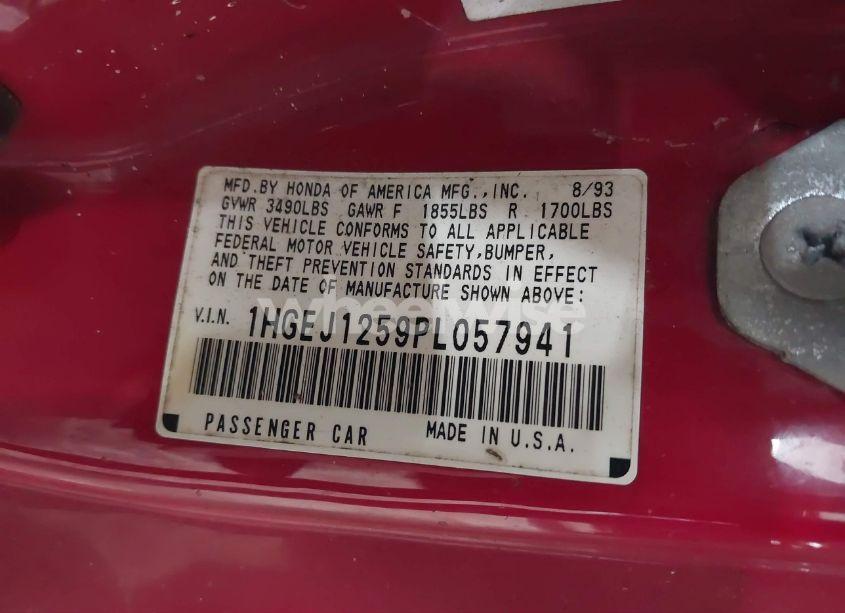 MFD.BY HONDA OF AMERICA MFG.,INC. 8/93
GVWR 3490LBS GAWR F 1855LBS R 1700LBS
THIS VEHICLE CONFORMS TO ALL APPLICABLE
FEDERAL MOTOR VEHICLE SAFETY,BUMPER,
AND THEFT PREVENTION STANDARDS IN EFFECT
ON THE DATE OF MANUFACTURE SHOWN ABOVE:
wheelwise
V.I.N. 1HGEJ1259PL057941
PASSENGER CAR MADE IN U.S.A.